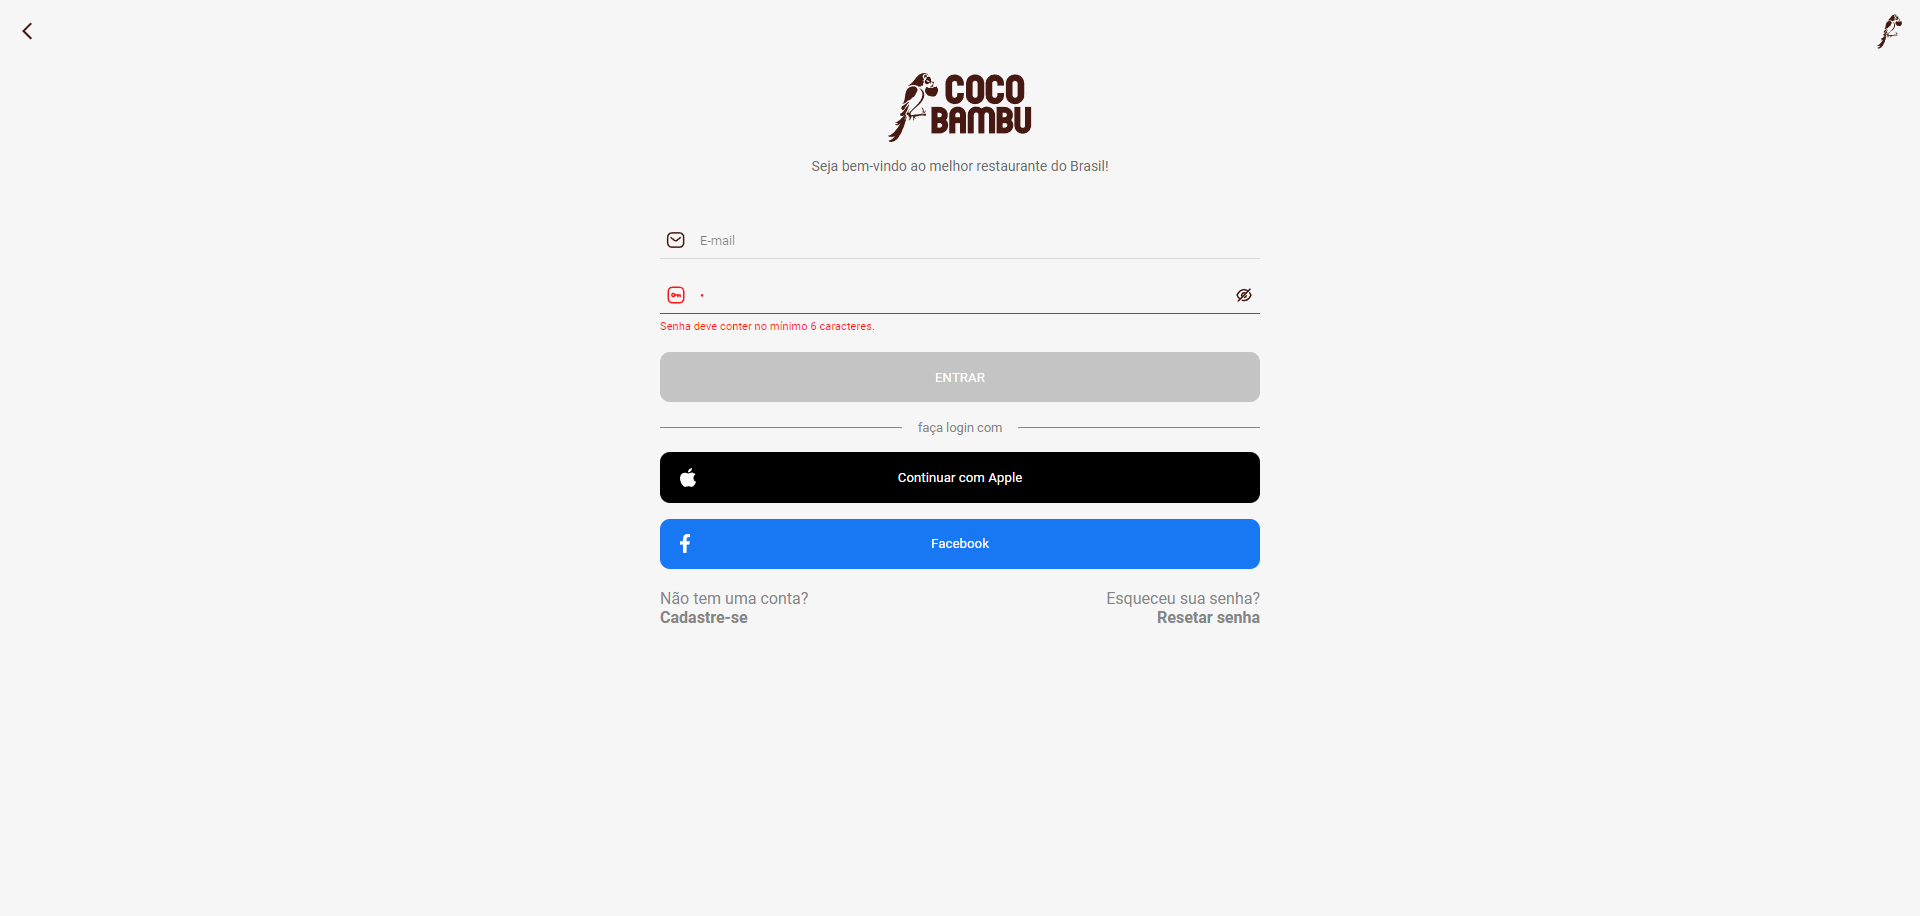 COCO
BAMBU
Seja bem-vindo ao melhor restaurante do Brasil!
E-mail
•
Senha deve conter no mínimo 6 caracteres.
ENTRAR
faça login com
Continuar com Apple
Facebook
Não tem uma conta?
Cadastre-se
Esqueceu sua senha?
Resetar senha